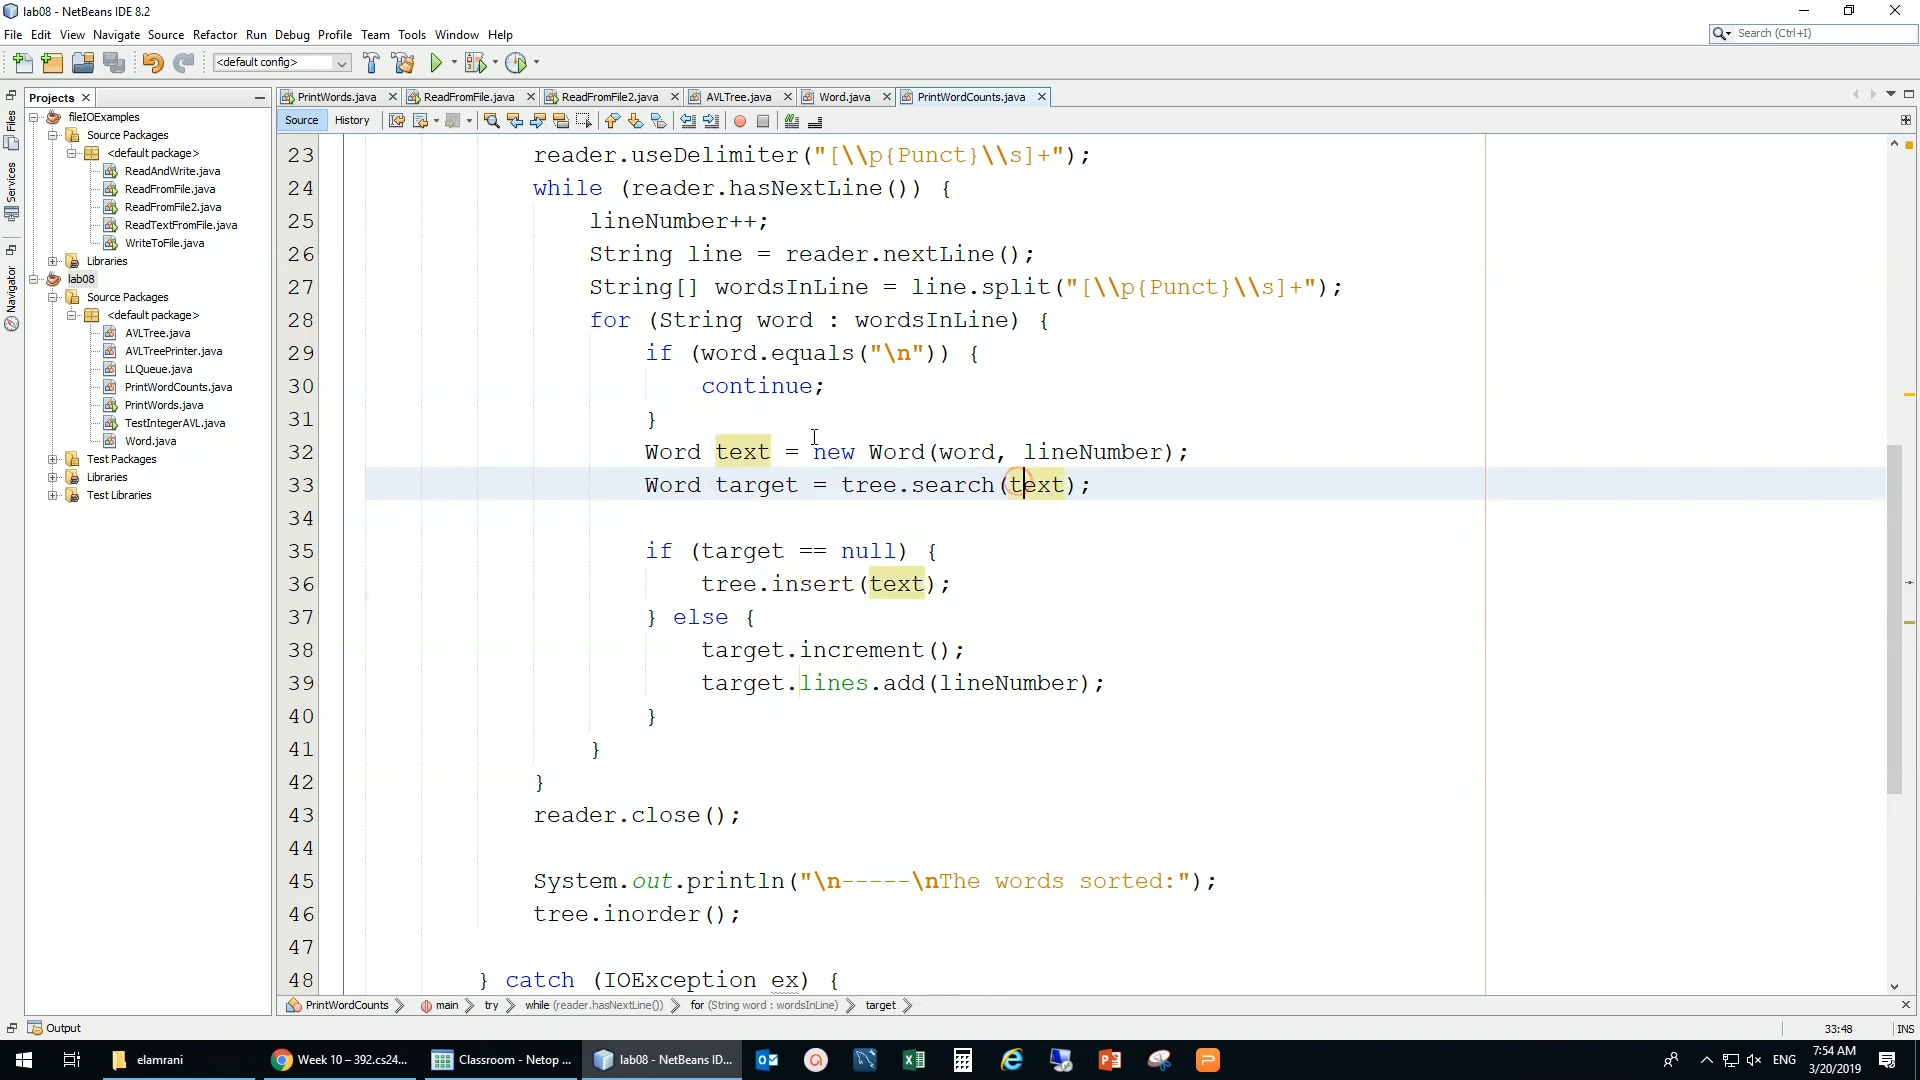 lab08 - NetBeans IDE 8.2
File Edit View Navigate Source Refactor Run Debug Profile Team Tools Window Help
Search (Ctrl+I)
<default config>
Projects
PrintWords.java ReadFromFile.java ReadFromFile2.java AVLTree.java Word.java PrintWordCounts.java
Source History
Files
Services
Navigator
fileIOExamples
Source Packages
<default package>
ReadAndWrite.java
ReadFromFile.java
ReadFromFile2.java
ReadTextFromFile.java
WriteToFile.java
Libraries
lab08
Source Packages
<default package>
AVLTree.java
AVLTreePrinter.java
LLQueue.java
PrintWordCounts.java
PrintWords.java
TestIntegerAVL.java
Word.java
Test Packages
Libraries
Test Libraries
23 reader.useDelimiter("[\\p{Punct}\\s]+");
24 while (reader.hasNextLine()) {
25 lineNumber++;
26 String line = reader.nextLine();
27 String[] wordsInLine = line.split("[\\p{Punct}\\s]+");
28 for (String word : wordsInLine) {
29 if (word.equals("\n")) {
30 continue;
31 }
32 Word text = new Word(word, lineNumber);
33 Word target = tree.search(text);
34
35 if (target == null) {
36 tree.insert(text);
37 } else {
38 target.increment();
39 target.lines.add(lineNumber);
40 }
41 }
42 }
43 reader.close();
44
45 System.out.println("\n-----\nThe words sorted:");
46 tree.inorder();
47
48 } catch (IOException ex) {
PrintWordCounts main try while (reader.hasNextLine()) for (String word : wordsInLine) target
Output
33:48 INS
elamrani
Week 10 – 392.cs24...
Classroom - Netop ...
lab08 - NetBeans ID...
ENG
7:54 AM
3/20/2019